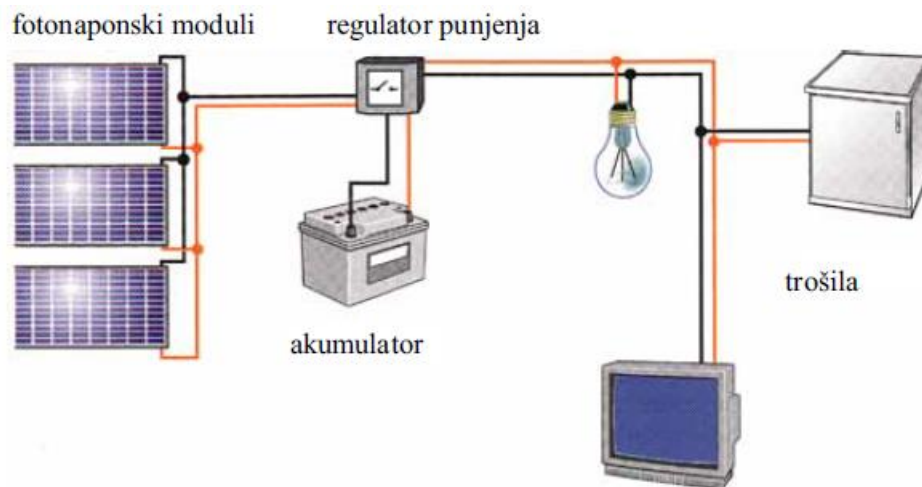 fotonaponski moduli
regulator punjenja
akumulator
trošila